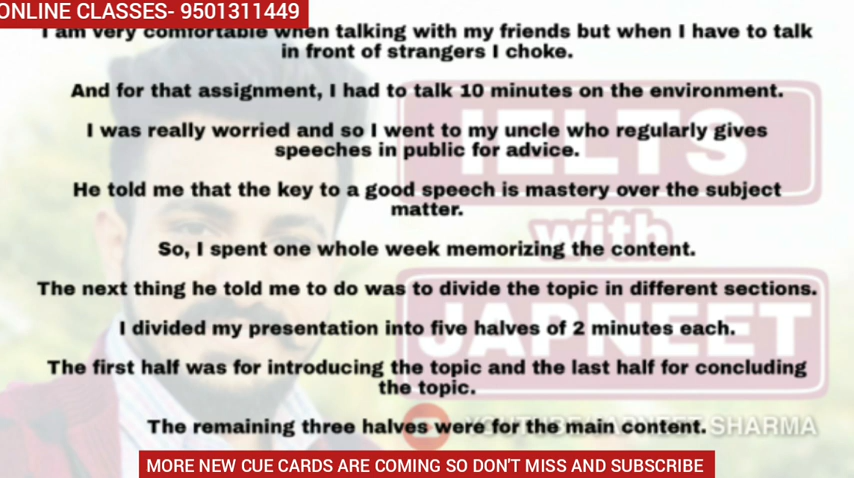 ONLINE CLASSES- 9501311449
I am very comfortable when talking with my friends but when I have to talk
in front of strangers I choke.
And for that assignment, I had to talk 10 minutes on the environment.
I was really worried and so I went to my uncle who regularly gives
speeches in public for advice.
He told me that the key to a good speech is mastery over the subject
matter.
So, I spent one whole week memorizing the content.
The next thing he told me to do was to divide the topic in different sections.
I divided my presentation into five halves of 2 minutes each.
The first half was for introducing the topic and the last half for concluding
the topic.
The remaining three halves were for the main content.
IELTS
with
JAPNEET
YOUTUBE/JAPNEET SHARMA
MORE NEW CUE CARDS ARE COMING SO DON'T MISS AND SUBSCRIBE